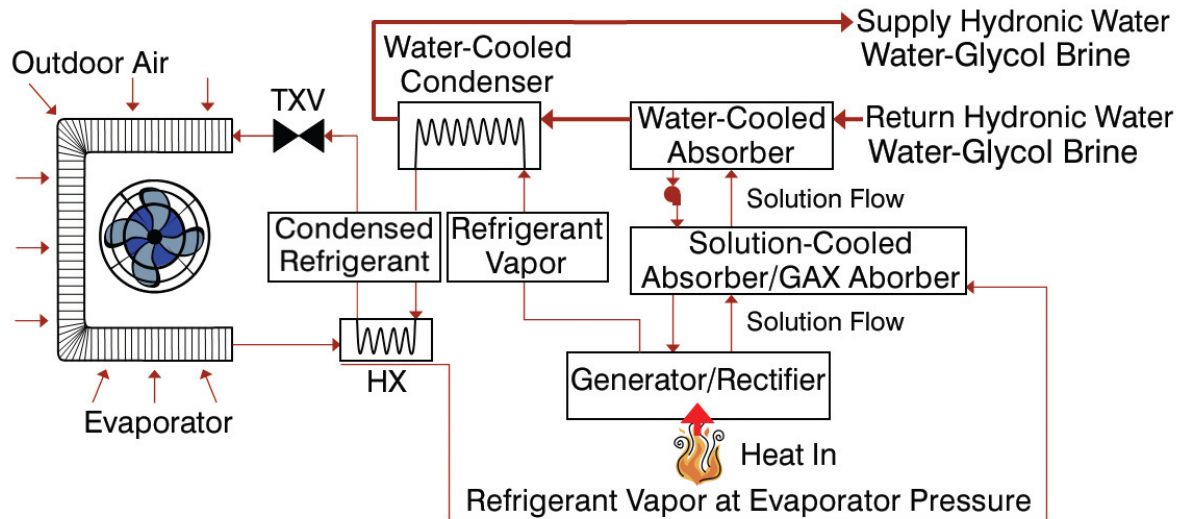 Outdoor Air
TXV
Water-Cooled
Condenser
Supply Hydronic Water
Water-Glycol Brine
Water-Cooled
Absorber
Return Hydronic Water
Water-Glycol Brine
Solution Flow
Condensed
Refrigerant
Refrigerant
Vapor
Solution-Cooled
Absorber/GAX Aborber
Solution Flow
HX
Generator/Rectifier
Evaporator
Heat In
Refrigerant Vapor at Evaporator Pressure